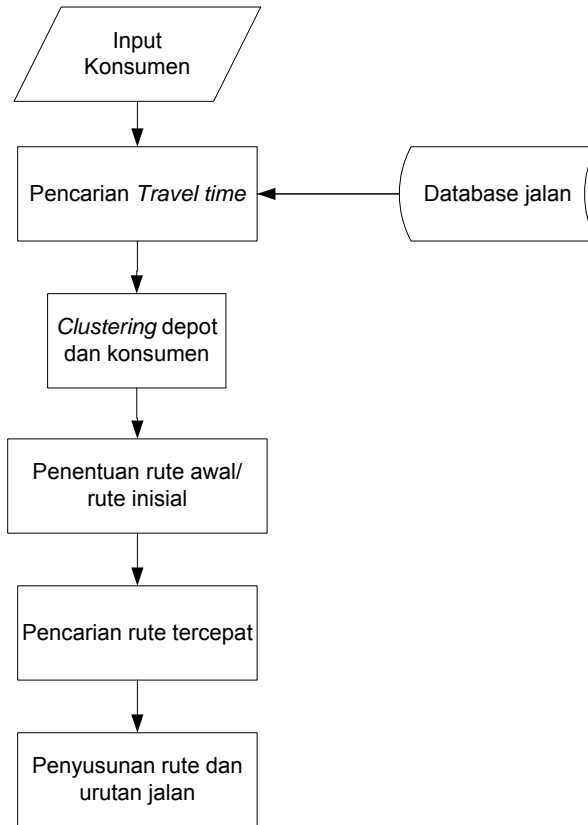 Input
Konsumen
Pencarian Travel time
Database jalan
Clustering depot
dan konsumen
Penentuan rute awal/
rute inisial
Pencarian rute tercepat
Penyusunan rute dan
urutan jalan